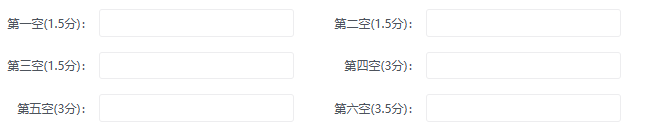 第一空(1.5分)： 第二空(1.5分)：
第三空(1.5分)： 第四空(3分)：
第五空(3分)： 第六空(3.5分)：